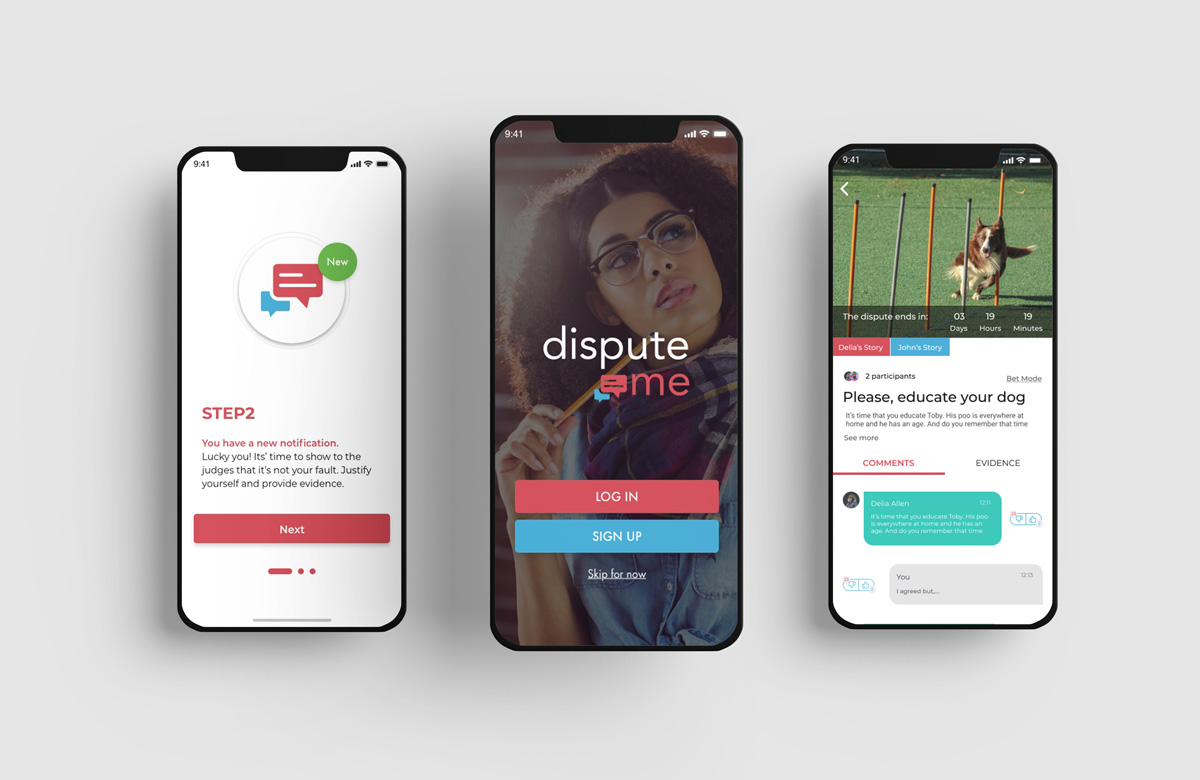 9:41
New
STEP2
You have a new notification.
Lucky you! Its' time to show to the
judges that it's not your fault. Justify
yourself and provide evidence.
Next
9:41
dispute
me
LOG IN
SIGN UP
Skip for now
9:41
The dispute ends in:
03
19
19
Days
Hours
Minutes
Delia's Story
John's Story
2 participants
Bet Mode
Please, educate your dog
It's time that you educate Toby. His poo is everywhere at
home and he has an age. And do you remember that time
See more
COMMENTS
EVIDENCE
Delia Allen
12:11
It's time that you educate Toby. His poo
is everywhere at home and he has an
age. And do you remember that time
You
12:13
I agreed but,...